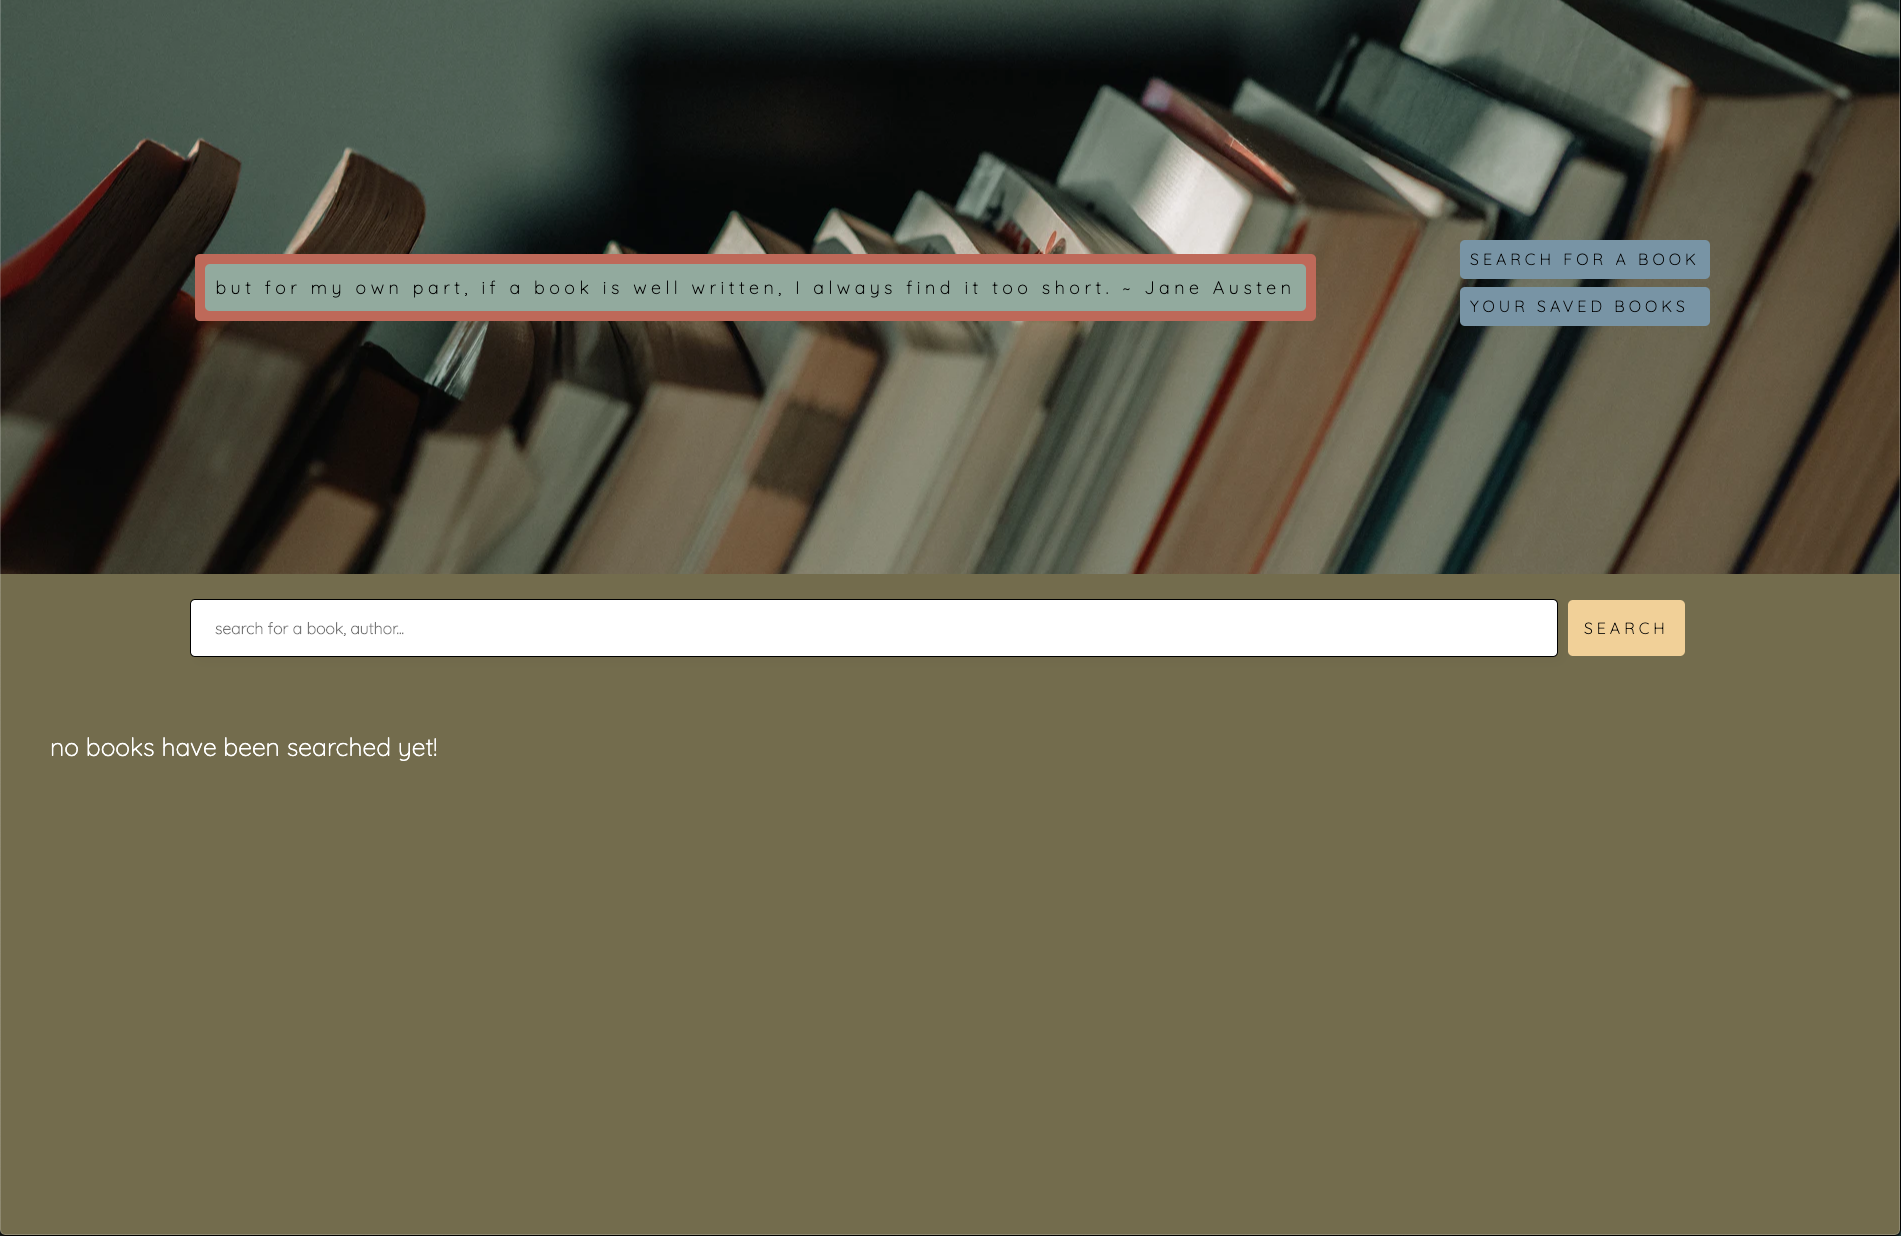 but for my own part, if a book is well written, I always find it too short. ~ Jane Austen
SEARCH FOR A BOOK
YOUR SAVED BOOKS
search for a book, author...
SEARCH
no books have been searched yet!